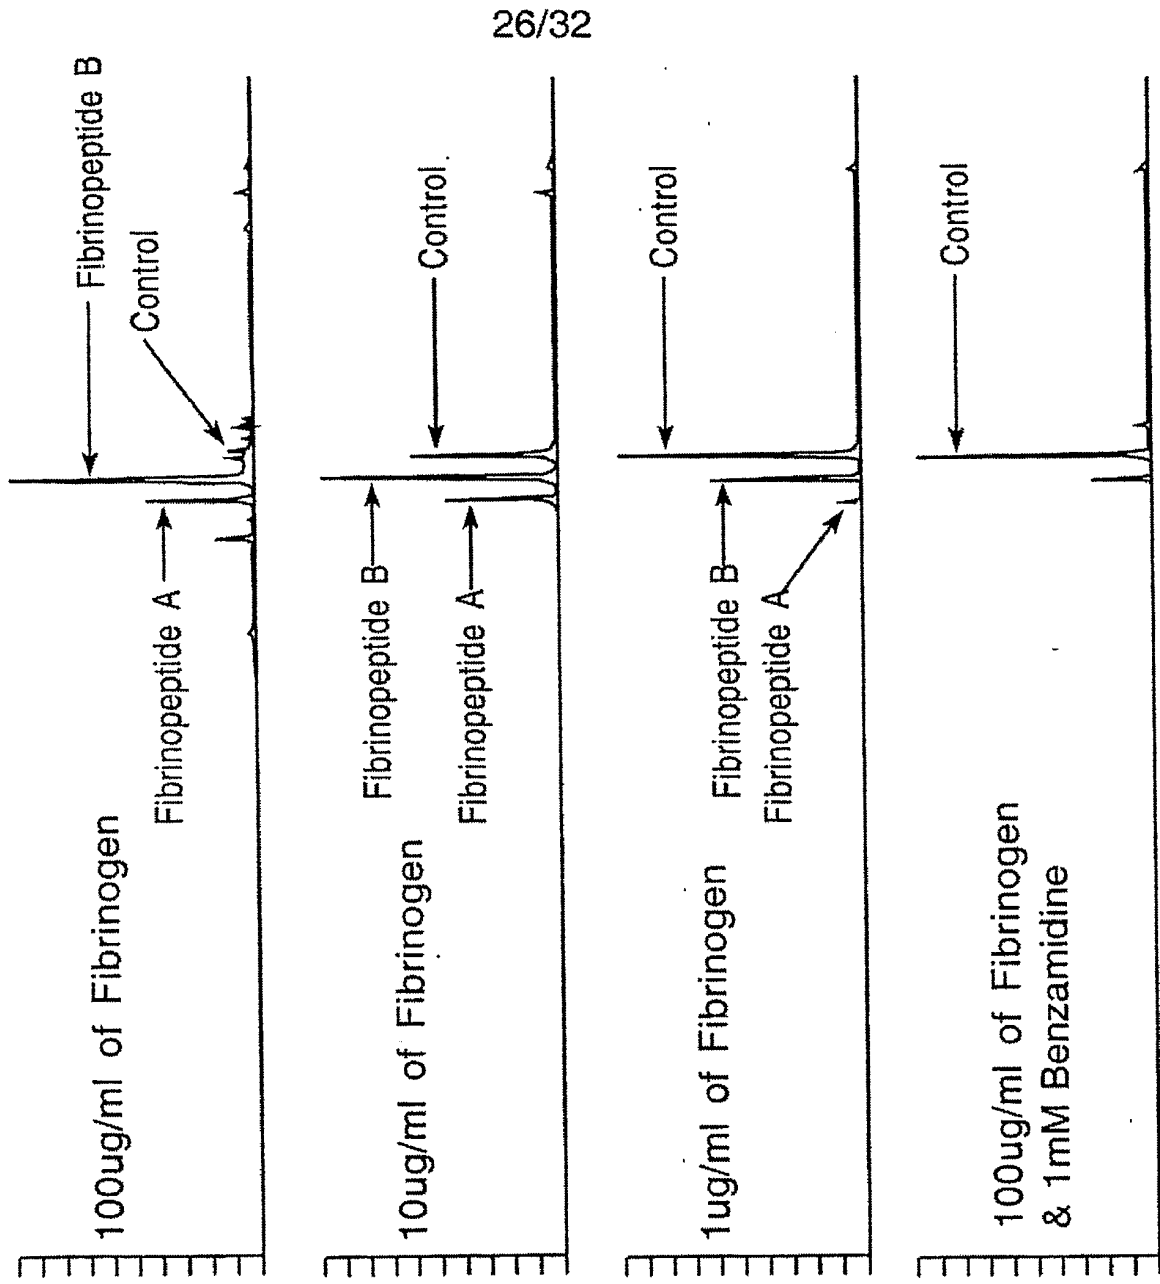 26/32
100ug/ml of Fibrinogen
Fibrinopeptide A
Fibrinopeptide B
Control
10ug/ml of Fibrinogen
Fibrinopeptide B
Fibrinopeptide A
Control
1ug/ml of Fibrinogen
Fibrinopeptide B
Fibrinopeptide A
Control
100ug/ml of Fibrinogen
& 1mM Benzamidine
Control